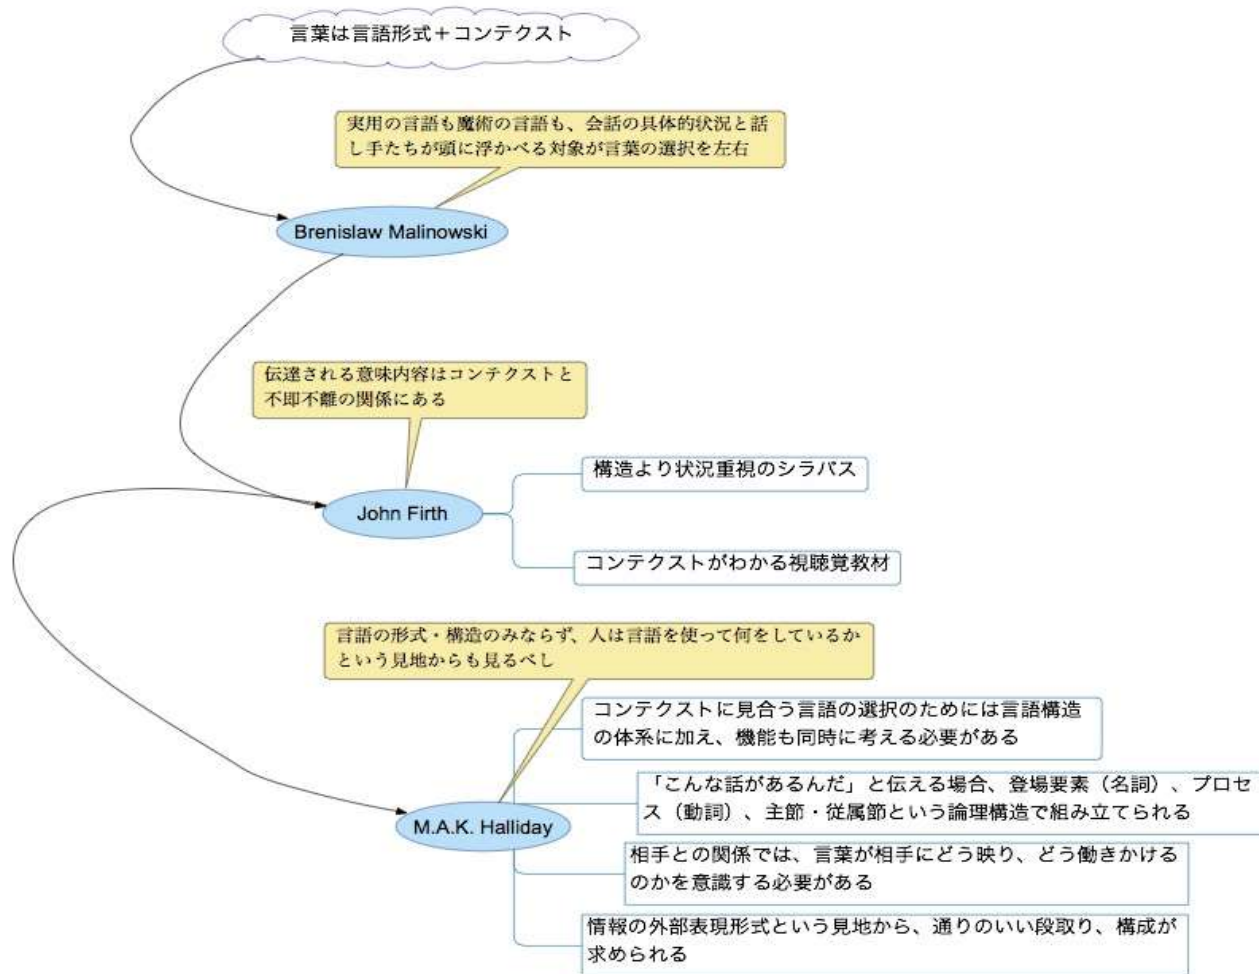 言葉は言語形式＋コンテクスト
実用の言語も魔術の言語も、会話の具体的状況と話
し手たちが頭に浮かべる対象が言葉の選択を左右
Brenislaw Malinowski
伝達される意味内容はコンテクストと
不即不離の関係にある
構造より状況重視のシラバス
John Firth
コンテクストがわかる視聴覚教材
言語の形式・構造のみならず、人は言語を使って何をしているか
という見地からも見るべし
コンテクストに見合う言語の選択のためには言語構造
の体系に加え、機能も同時に考える必要がある
「こんな話があるんだ」と伝える場合、登場要素（名詞）、プロセ
ス（動詞）、主節・従属節という論理構造で組み立てられる
M.A.K. Halliday
相手との関係では、言葉が相手にどう映り、どう働きかける
のかを意識する必要がある
情報の外部表現形式という見地から、通りのいい段取り、構成が
求められる